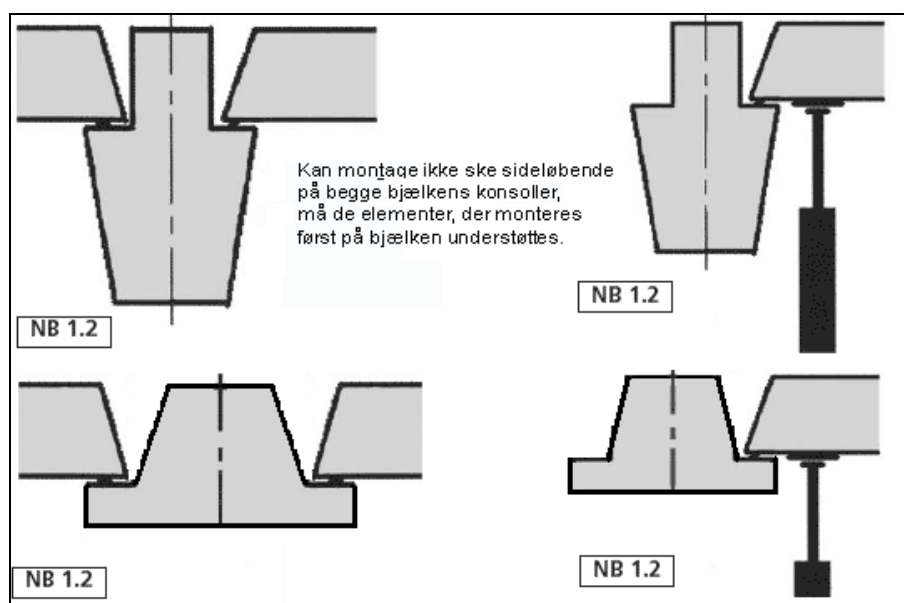 Kan montage ikke ske sideløbende
på begge bjælkens konsoller,
må de elementer, der monteres
først på bjælken understøttes.
NB 1.2
NB 1.2
NB 1.2
NB 1.2